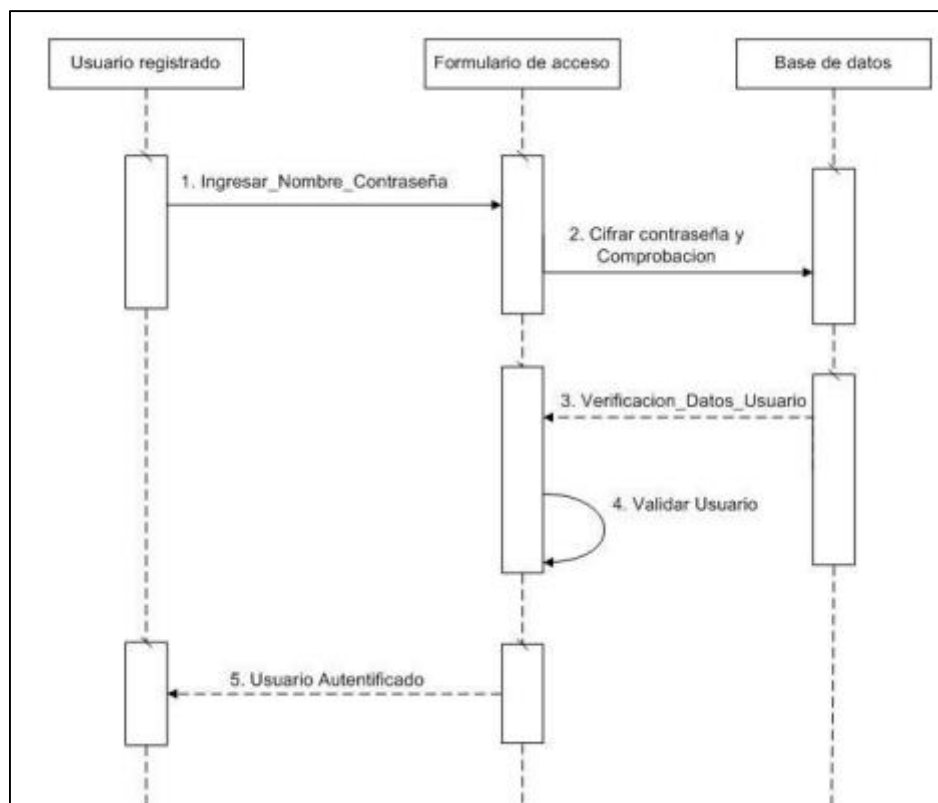 Usuario registrado
Formulario de acceso
Base de datos
1. Ingresar_Nombre_Contraseña
2. Cifrar contraseña y
Comprobacion
3. Verificacion_Datos_Usuario
4. Validar Usuario
5. Usuario Autentificado